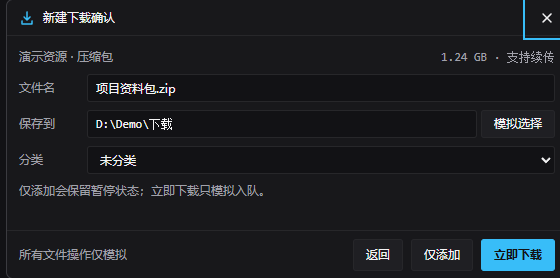 新建下载确认
演示资源 · 压缩包 1.24 GB · 支持续传
文件名 项目资料包.zip
保存到 D:\Demo\下载 模拟选择
分类 未分类
仅添加会保留暂停状态；立即下载只模拟入队。
所有文件操作仅模拟 返回 仅添加 立即下载